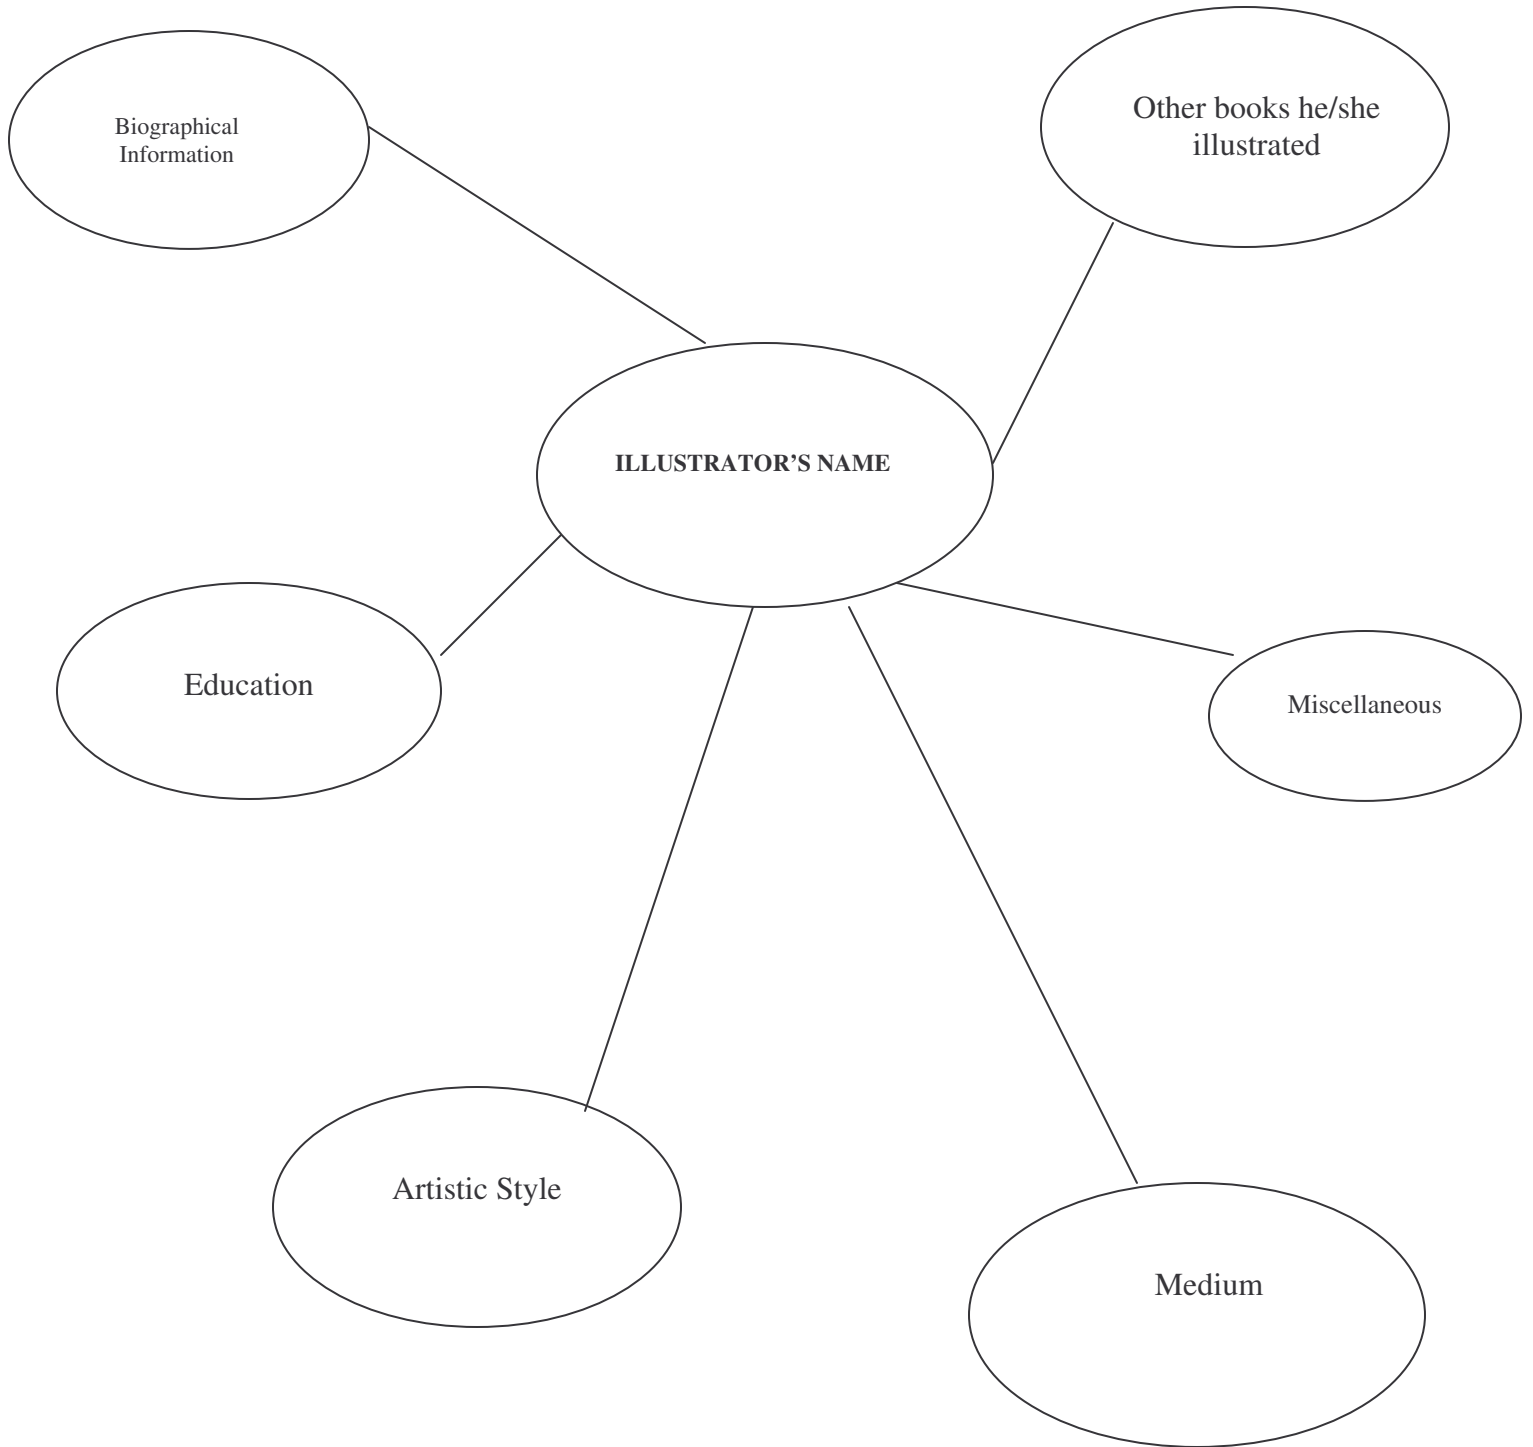 Biographical
Information
Other books he/she
illustrated
ILLUSTRATOR’S NAME
Education
Miscellaneous
Artistic Style
Medium